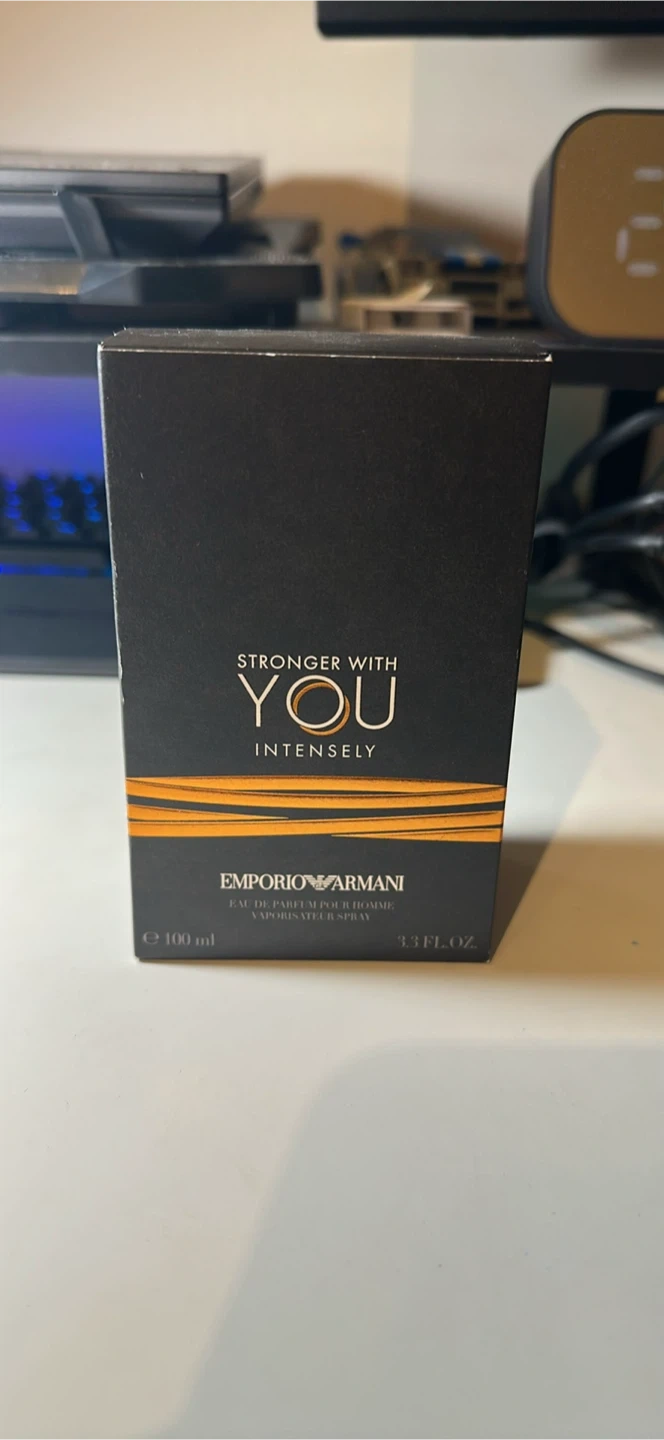 STRONGER WITH
YOU
INTENSELY
EMPORIO ARMANI
EAU DE PARFUM POUR HOMME
VAPORISATEUR SPRAY
℮ 100 ml 3.3 FL.OZ.